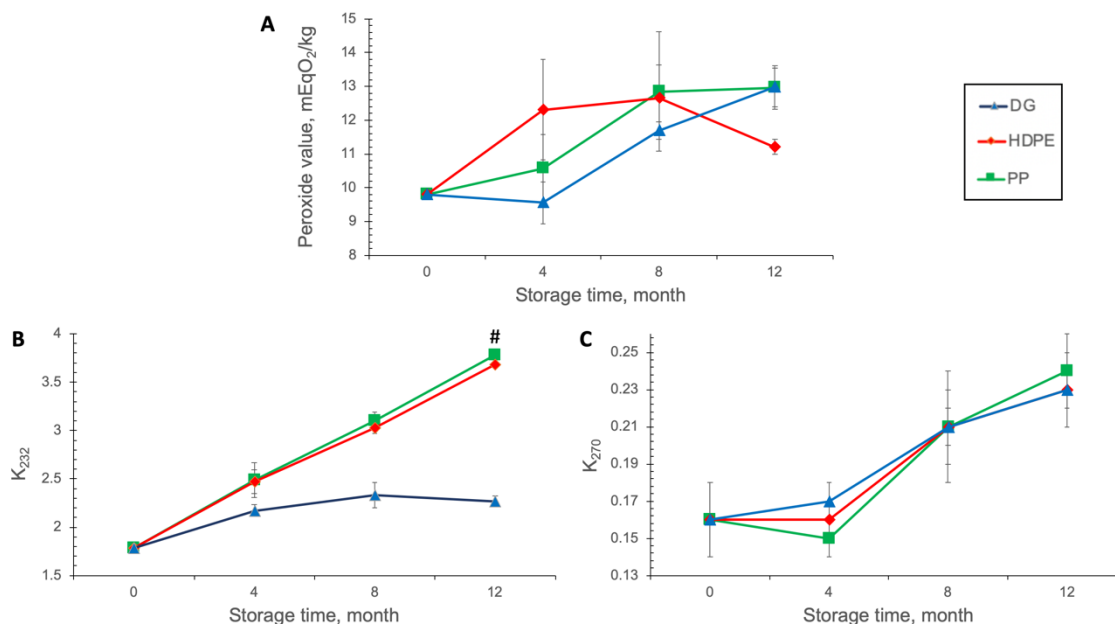 A
Peroxide value, mEqO₂/kg
15
14
13
12
11
10
9
8
0 4 8 12
Storage time, month
DG
HDPE
PP
B
K₂₃₂
4
3.5
3
2.5
2
1.5
#
0 4 8 12
Storage time, month
C
K₂₇₀
0.25
0.23
0.21
0.19
0.17
0.15
0.13
0 4 8 12
Storage time, month